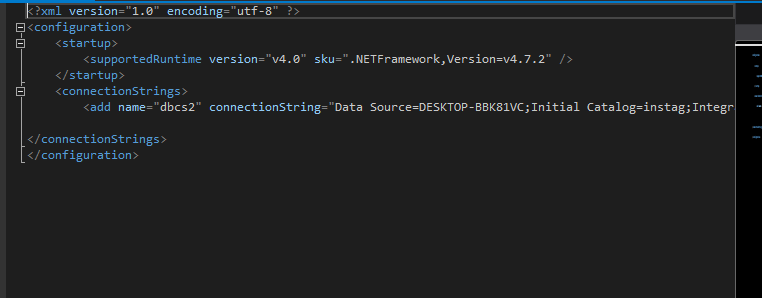 <?xml version="1.0" encoding="utf-8" ?>
<configuration>
<startup>
<supportedRuntime version="v4.0" sku=".NETFramework,Version=v4.7.2" />
</startup>
<connectionStrings>
<add name="dbcs2" connectionString="Data Source=DESKTOP-BBK81VC;Initial Catalog=instag;Integr
</connectionStrings>
</configuration>